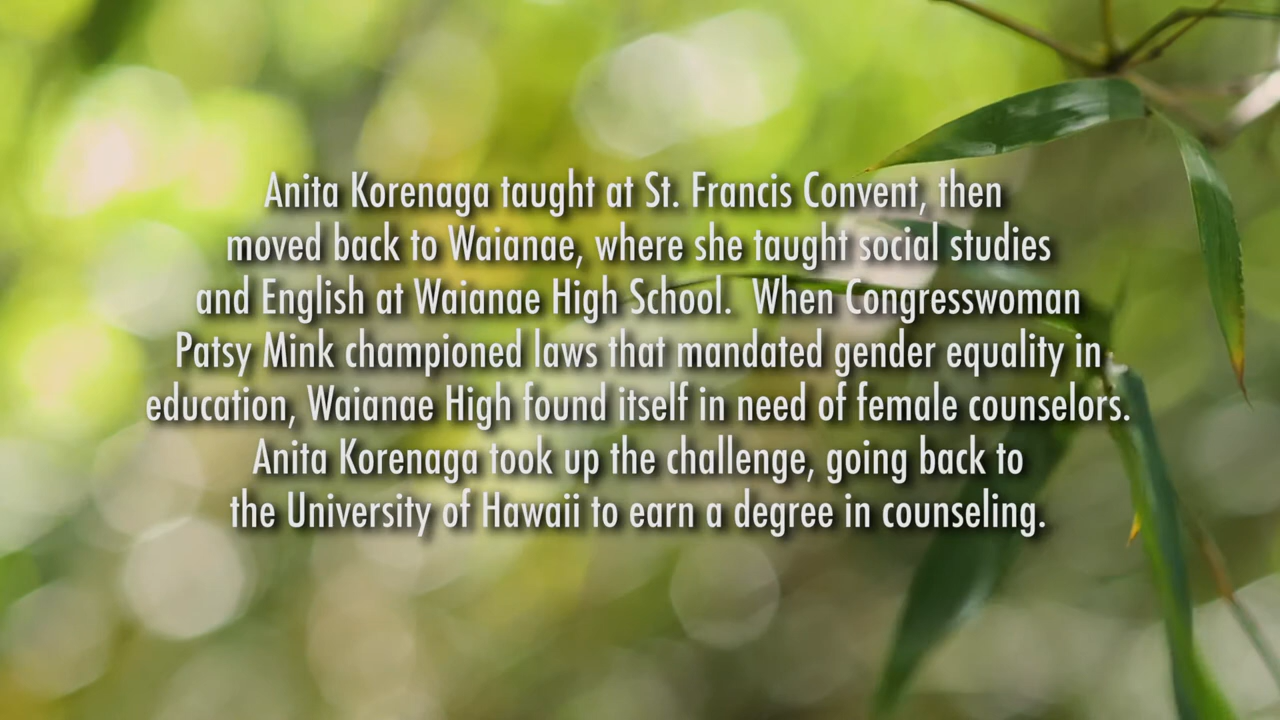 Anita Korenaga taught at St. Francis Convent, then
moved back to Waianae, where she taught social studies
and English at Waianae High School.  When Congresswoman
Patsy Mink championed laws that mandated gender equality in
education, Waianae High found itself in need of female counselors.
Anita Korenaga took up the challenge, going back to
the University of Hawaii to earn a degree in counseling.